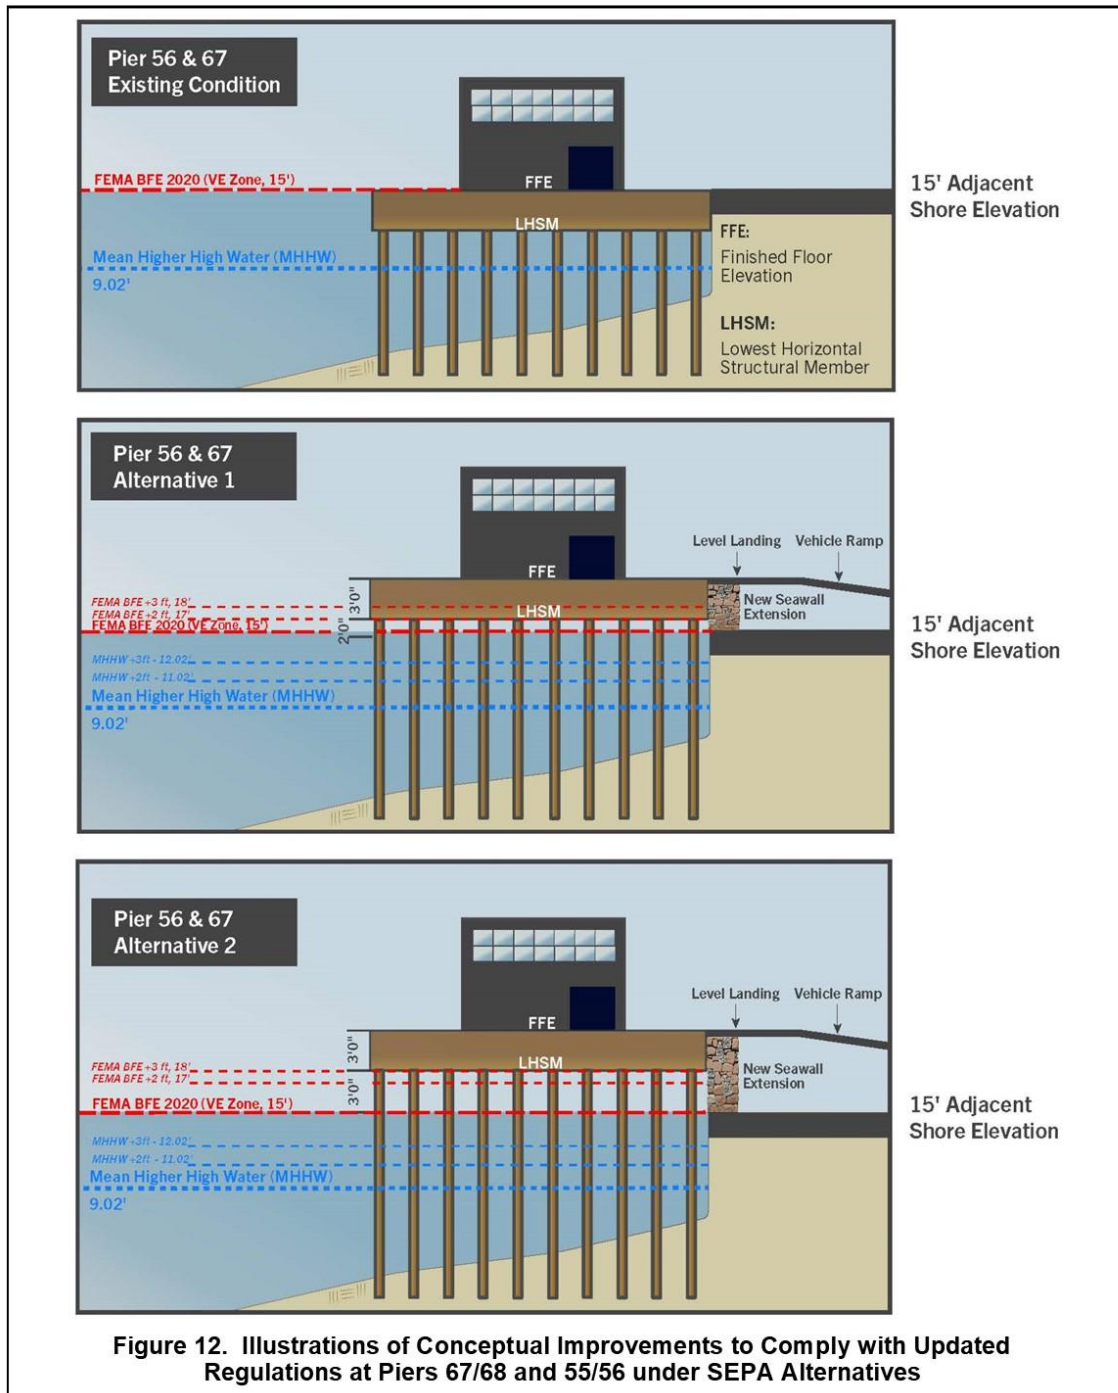 Pier 56 & 67
Existing Condition
FEMA BFE 2020 (VE Zone, 15')
FFE
LHSM
Mean Higher High Water (MHHW)
9.02'
FFE:
Finished Floor
Elevation
LHSM:
Lowest Horizontal
Structural Member
15' Adjacent
Shore Elevation
Pier 56 & 67
Alternative 1
Level Landing
Vehicle Ramp
FFE
LHSM
3'0"
2'0"
FEMA BFE +3 ft, 18'
FEMA BFE +2 ft, 17'
FEMA BFE 2020 (VE Zone, 15')
New Seawall
Extension
MHHW +3ft - 12.02'
MHHW +2ft - 11.02'
Mean Higher High Water (MHHW)
9.02'
15' Adjacent
Shore Elevation
Pier 56 & 67
Alternative 2
Level Landing
Vehicle Ramp
FFE
LHSM
3'0"
3'0"
FEMA BFE +3 ft, 18'
FEMA BFE +2 ft, 17'
FEMA BFE 2020 (VE Zone, 15')
New Seawall
Extension
MHHW +3ft - 12.02'
MHHW +2ft - 11.02'
Mean Higher High Water (MHHW)
9.02'
15' Adjacent
Shore Elevation
Figure 12. Illustrations of Conceptual Improvements to Comply with Updated
Regulations at Piers 67/68 and 55/56 under SEPA Alternatives